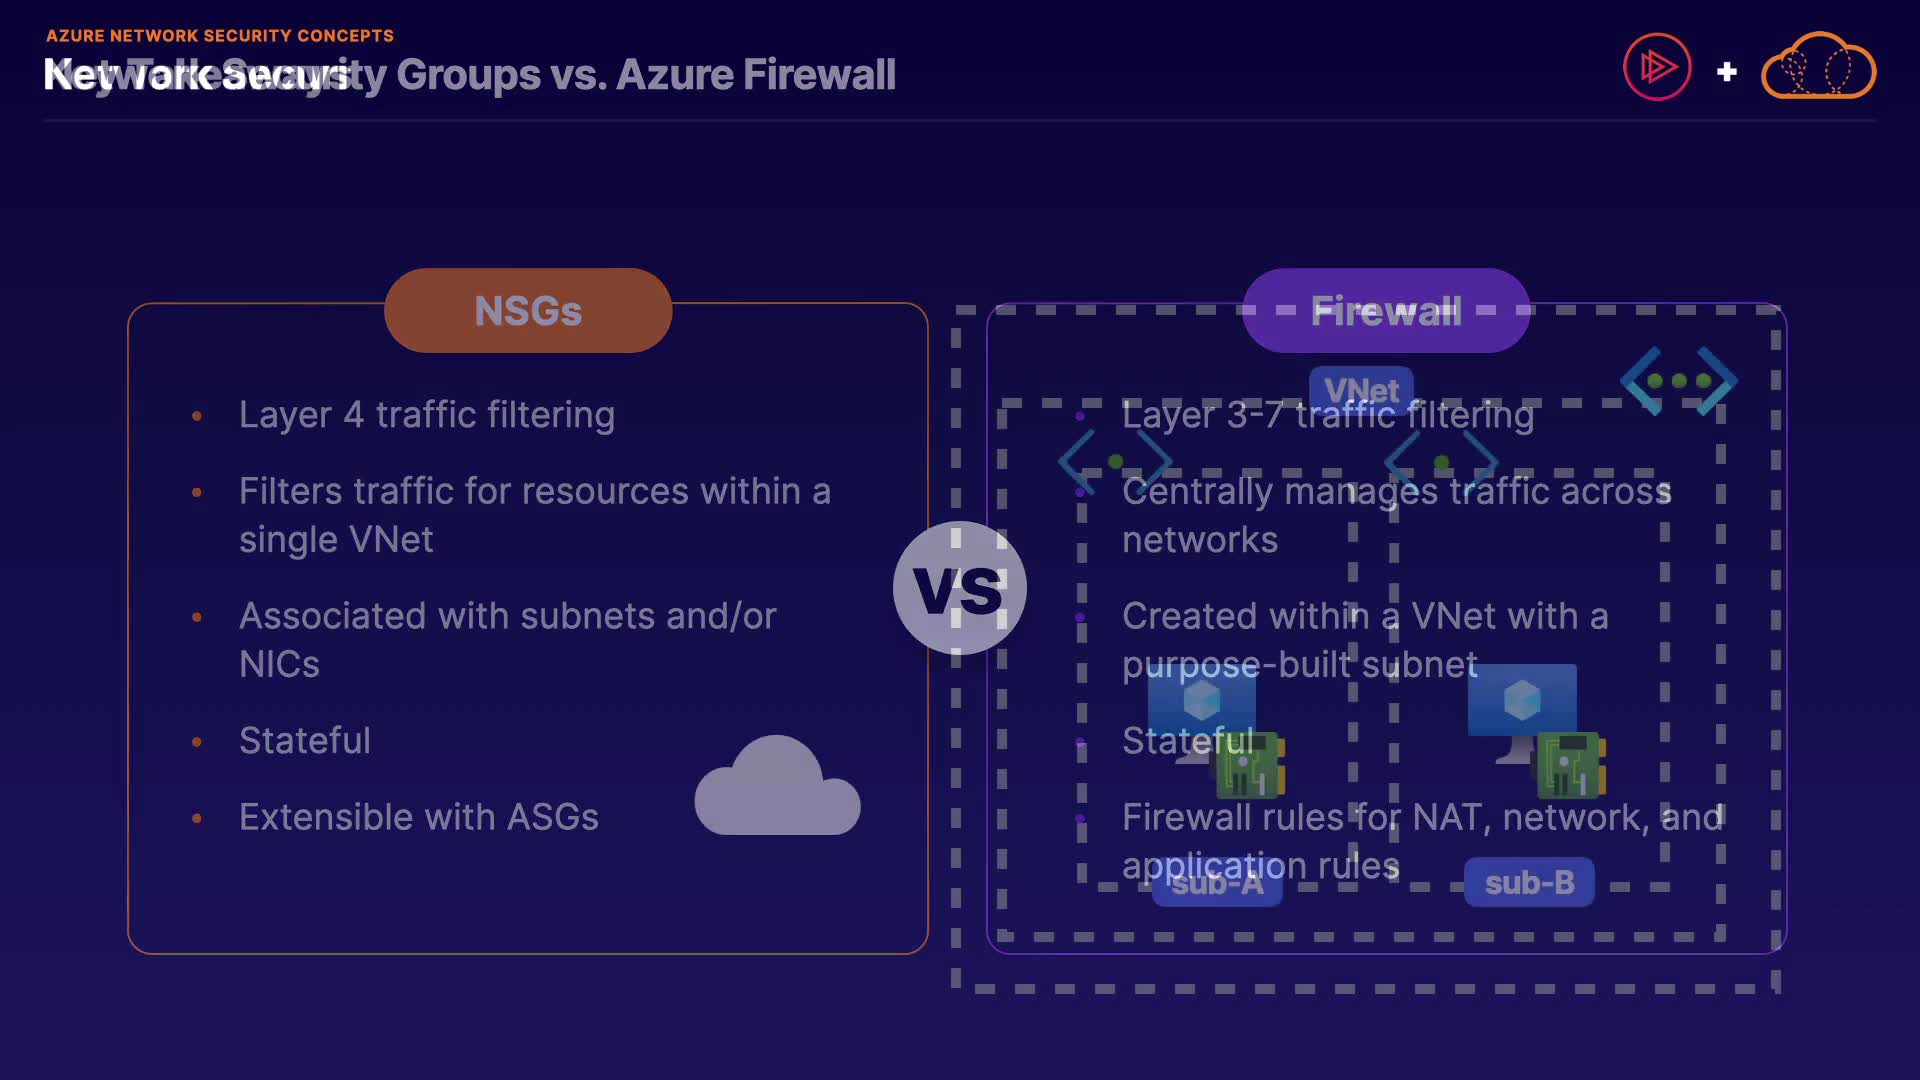 AZURE NETWORK SECURITY CONCEPTS
Network Security Groups vs. Azure Firewall
Key Takeaways
NSGs
Layer 4 traffic filtering
Filters traffic for resources within a
single VNet
Associated with subnets and/or
NICs
Stateful
Extensible with ASGs
VS
Firewall
VNet
Layer 3-7 traffic filtering
Centrally manages traffic across
networks
Created within a VNet with a
purpose-built subnet
Stateful
Firewall rules for NAT, network, and
application rules
sub-A
sub-B